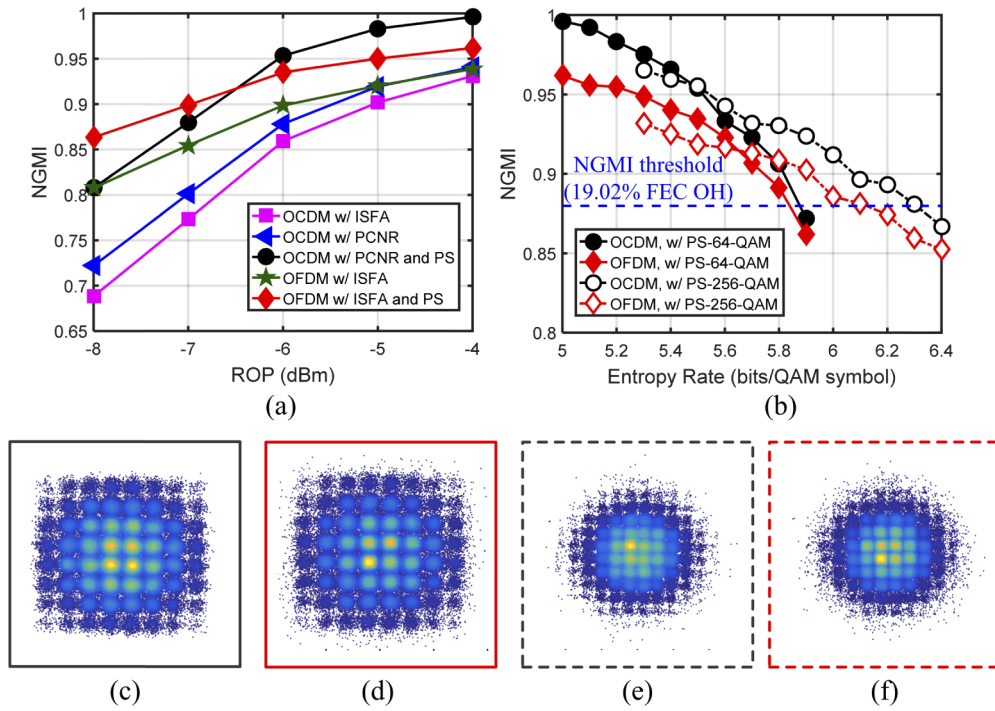 1
0.95
0.9
0.85
0.8
0.75
0.7
0.65
NGMI
-8 -7 -6 -5 -4
ROP (dBm)
OCDM w/ ISFA
OCDM w/ PCNR
OCDM w/ PCNR and PS
OFDM w/ ISFA
OFDM w/ ISFA and PS
(a)
1
0.95
0.9
0.85
0.8
NGMI
NGMI threshold
(19.02% FEC OH)
OCDM, w/ PS-64-QAM
OFDM, w/ PS-64-QAM
OCDM, w/ PS-256-QAM
OFDM, w/ PS-256-QAM
5 5.2 5.4 5.6 5.8 6 6.2 6.4
Entropy Rate (bits/QAM symbol)
(b)
(c)
(d)
(e)
(f)